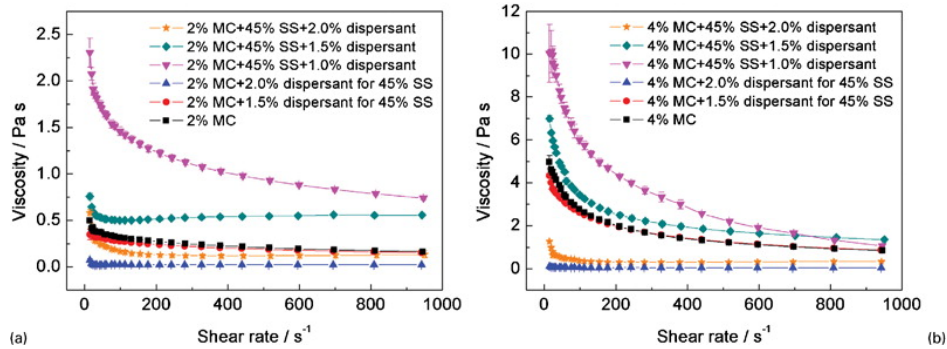 2.5
2.0
1.5
1.0
0.5
0.0
Viscosity / Pa s
2% MC+45% SS+2.0% dispersant
2% MC+45% SS+1.5% dispersant
2% MC+45% SS+1.0% dispersant
2% MC+2.0% dispersant for 45% SS
2% MC+1.5% dispersant for 45% SS
2% MC
0 200 400 600 800 1000
Shear rate / s-1
(a)
12
10
8
6
4
2
0
Viscosity / Pa s
4% MC+45% SS+2.0% dispersant
4% MC+45% SS+1.5% dispersant
4% MC+45% SS+1.0% dispersant
4% MC+2.0% dispersant for 45% SS
4% MC+1.5% dispersant for 45% SS
4% MC
0 200 400 600 800 1000
Shear rate / s-1
(b)